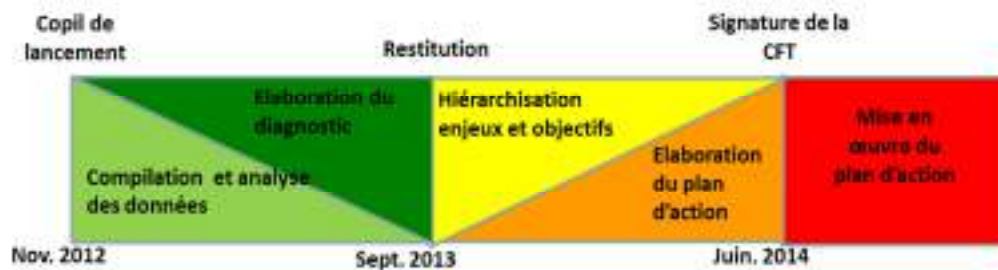 Copil de
lancement
Restitution
Signature de la
CFT
Elaboration du
diagnostic
Compilation et analyse
des données
Hiérarchisation
enjeux et objectifs
Elaboration
du plan
d'action
Mise en
œuvre du
plan d'action
Nov. 2012
Sept. 2013
Juin. 2014